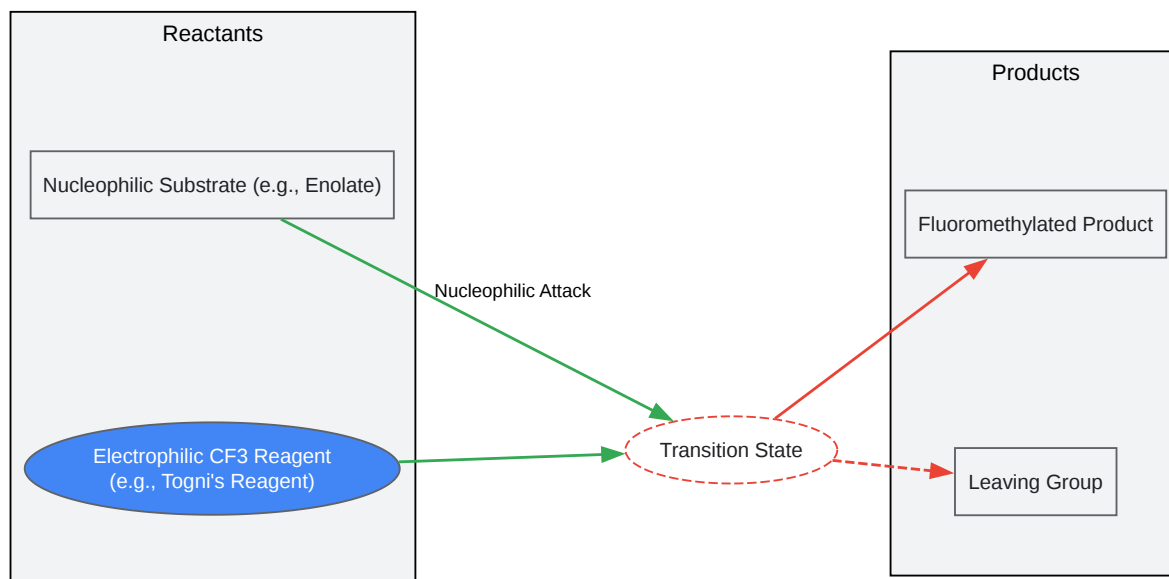 Reactants
Products
Nucleophilic Substrate (e.g., Enolate)
Fluoromethylated Product
Nucleophilic Attack
Electrophilic CF3 Reagent
(e.g., Togni's Reagent)
Transition State
Leaving Group